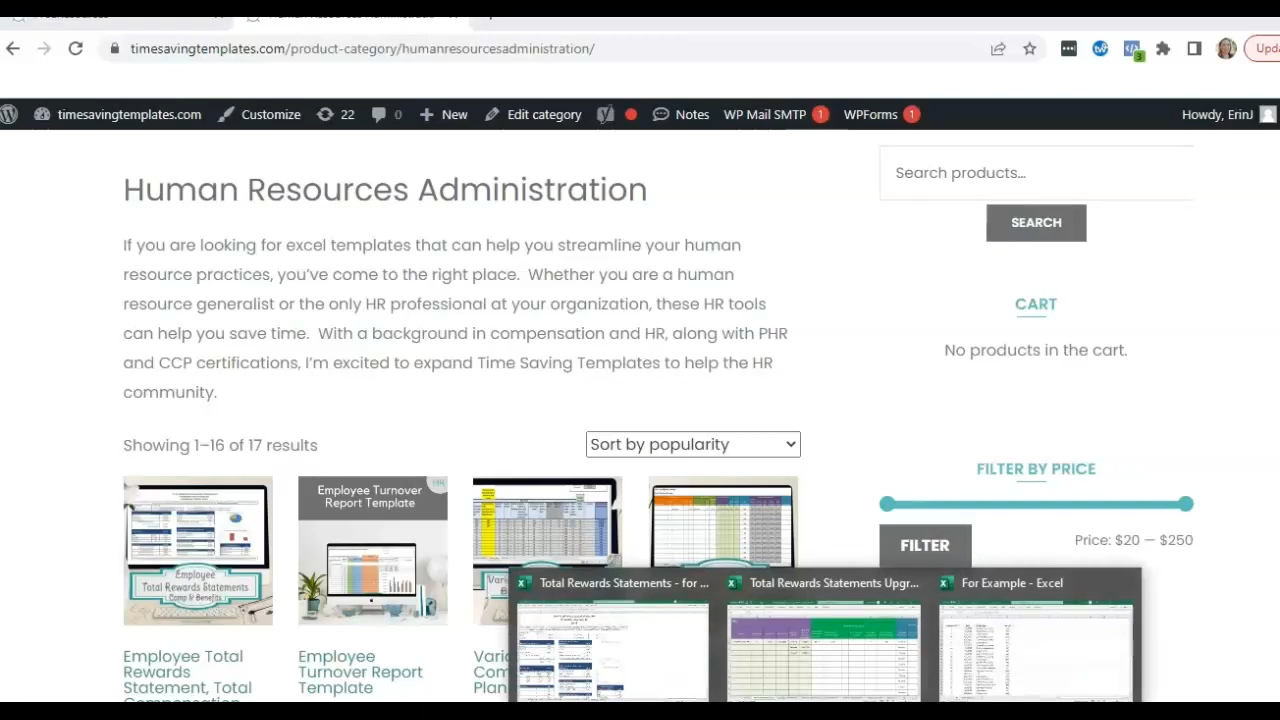 timesavingtemplates.com/product-category/humanresourcesadministration/
3
Upda
timesavingtemplates.com
Customize
22
0
New
Edit category
Notes
WP Mail SMTP 1
WPForms 1
Howdy, ErinJ
Human Resources Administration
If you are looking for excel templates that can help you streamline your human
resource practices, you've come to the right place. Whether you are a human
resource generalist or the only HR professional at your organization, these HR tools
can help you save time. With a background in compensation and HR, along with PHR
and CCP certifications, I'm excited to expand Time Saving Templates to help the HR
community.
Showing 1–16 of 17 results
Sort by popularity
Search products…
SEARCH
CART
No products in the cart.
FILTER BY PRICE
Price: $20 — $250
FILTER
Employee
Total Rewards Statements
Comp & Benefits
Employee Turnover
Report Template
HR
Employee Total
Rewards
Statement, Total
Employee
Turnover Report
Template
Total Rewards Statements - for ...
Total Rewards Statements Upgr...
For Example - Excel